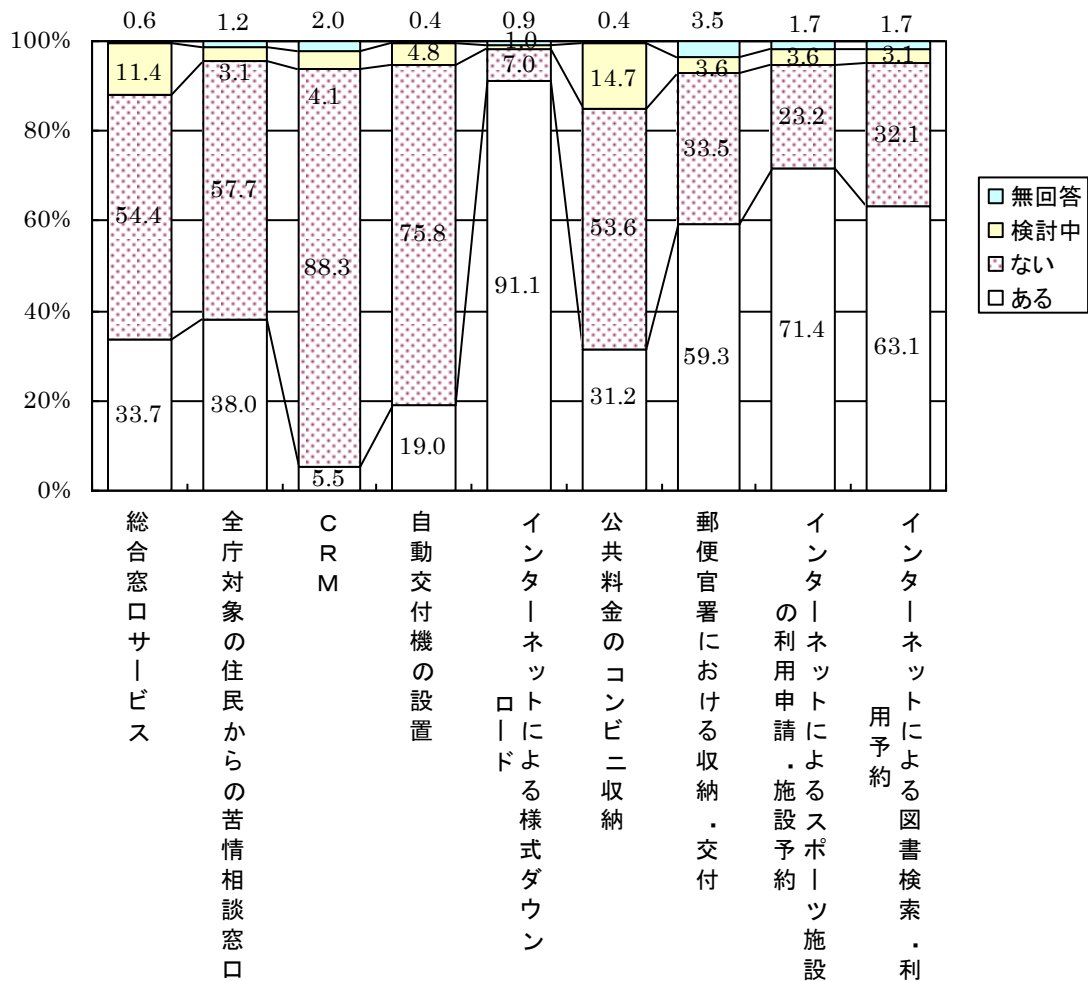 0.6 1.2 2.0 0.4 0.9 0.4 3.5 1.7 1.7
100%
11.4 3.1 4.1 4.8 1.0 14.7 3.6 3.6 3.1
80%
54.4 57.7 88.3 75.8 7.0 53.6 33.5 23.2 32.1
60%
40%
33.7 38.0 5.5 19.0 91.1 31.2 59.3 71.4 63.1
20%
0%
無回答
検討中
ない
ある
総合窓口サービス
全庁対象の住民からの苦情相談窓口
CRM
自動交付機の設置
インターネットによる様式ダウン
ロード
公共料金のコンビニ収納
郵便官署における収納・交付
インターネットによるスポーツ施設
の利用申請・施設予約
インターネットによる図書検索・利
用予約